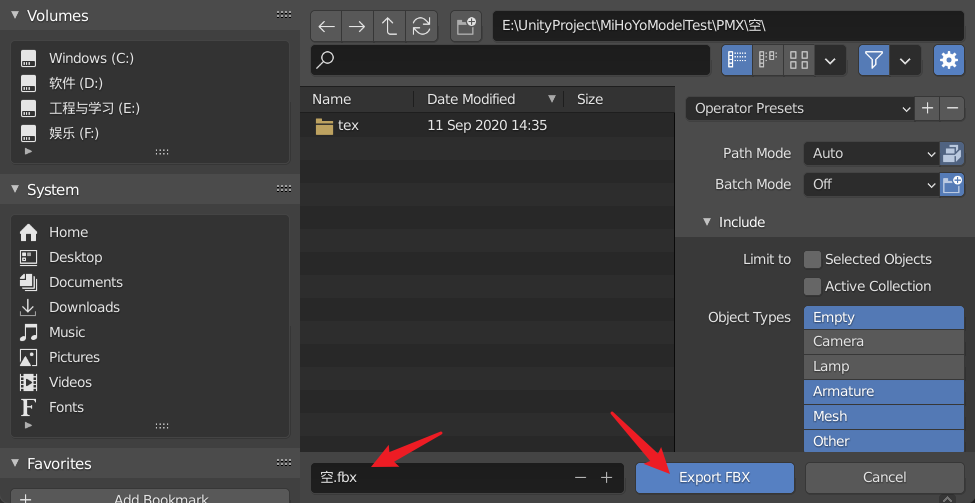 Volumes
Windows (C:)
软件 (D:)
工程与学习 (E:)
娱乐 (F:)
System
Home
Desktop
Documents
Downloads
Music
Pictures
Videos
Fonts
Favorites
Add Bookmark
E:\UnityProject\MiHoYoModelTest\PMX\空\
Name Date Modified Size
tex 11 Sep 2020 14:35
Operator Presets
Path Mode Auto
Batch Mode Off
Include
Limit to Selected Objects
Active Collection
Object Types Empty
Camera
Lamp
Armature
Mesh
Other
空.fbx
Export FBX
Cancel